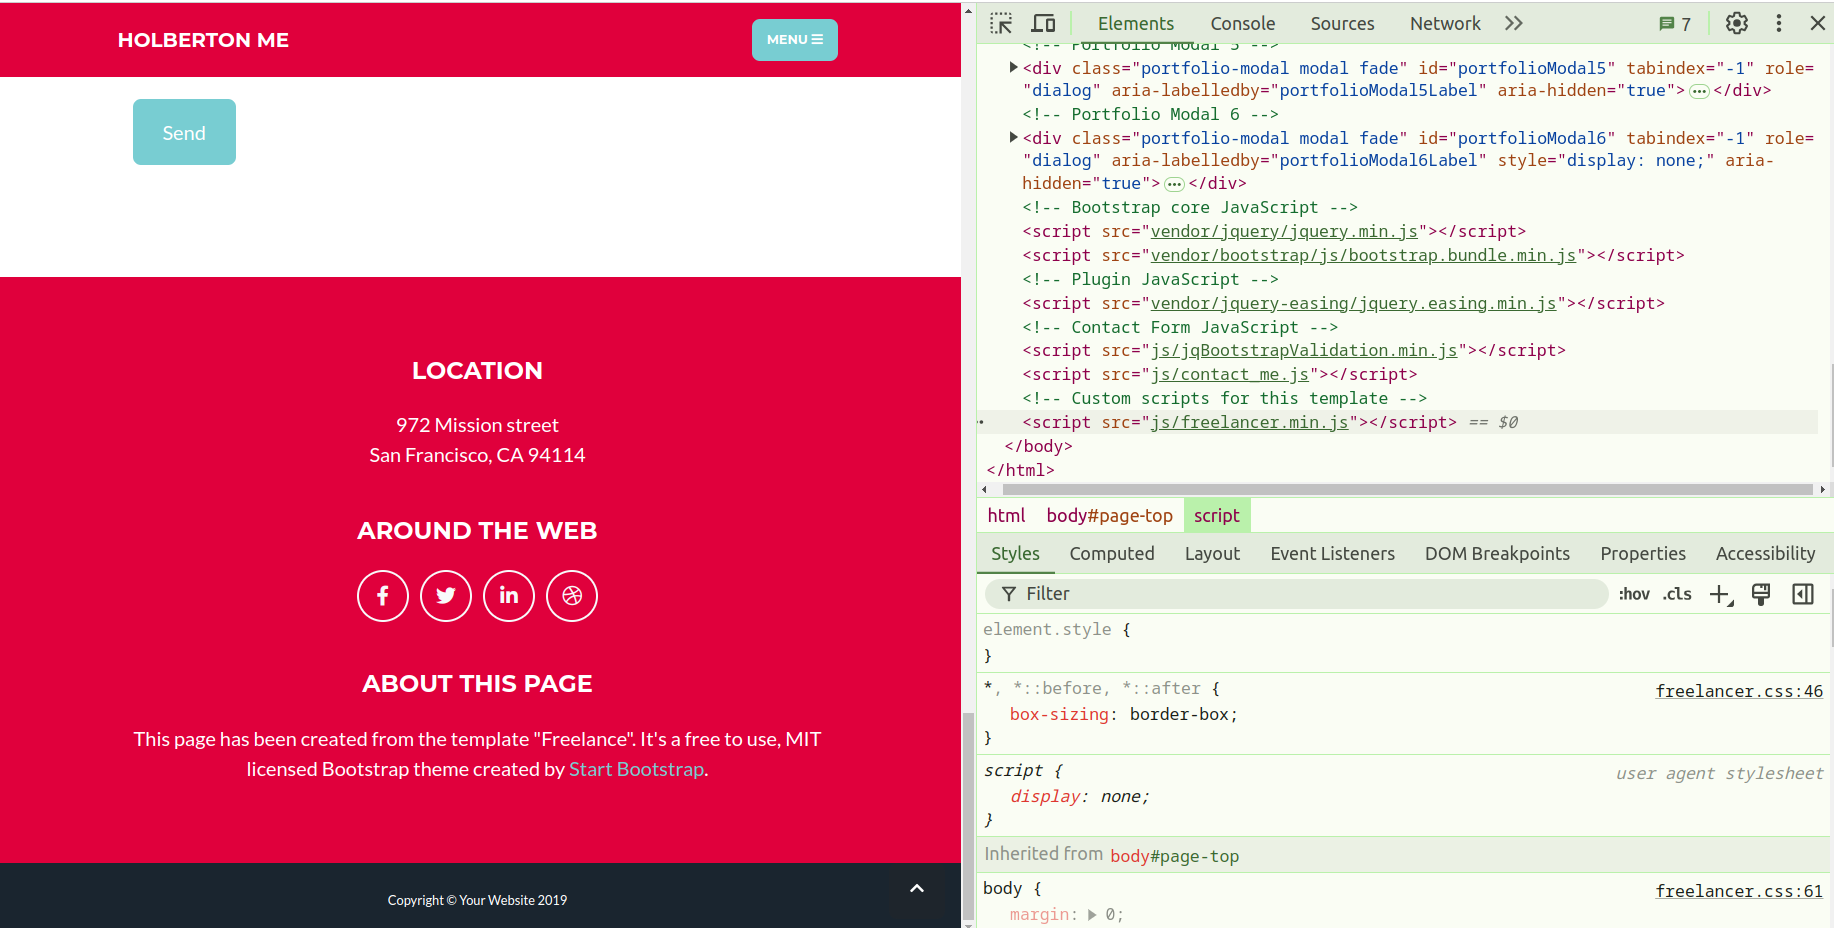 HOLBERTON ME
MENU
Send
LOCATION
972 Mission street
San Francisco, CA 94114
AROUND THE WEB
ABOUT THIS PAGE
This page has been created from the template "Freelance". It's a free to use, MIT
licensed Bootstrap theme created by Start Bootstrap.
Copyright © Your Website 2019
Elements Console Sources Network 7
<!-- Portfolio Modal 5 -->
<div class="portfolio-modal modal fade" id="portfolioModal5" tabindex="-1" role=
"dialog" aria-labelledby="portfolioModal5Label" aria-hidden="true">…</div>
<!-- Portfolio Modal 6 -->
<div class="portfolio-modal modal fade" id="portfolioModal6" tabindex="-1" role=
"dialog" aria-labelledby="portfolioModal6Label" style="display: none;" aria-
hidden="true">…</div>
<!-- Bootstrap core JavaScript -->
<script src="vendor/jquery/jquery.min.js"></script>
<script src="vendor/bootstrap/js/bootstrap.bundle.min.js"></script>
<!-- Plugin JavaScript -->
<script src="vendor/jquery-easing/jquery.easing.min.js"></script>
<!-- Contact Form JavaScript -->
<script src="js/jqBootstrapValidation.min.js"></script>
<script src="js/contact_me.js"></script>
<!-- Custom scripts for this template -->
<script src="js/freelancer.min.js"></script> == $0
</body>
</html>
html body#page-top script
Styles Computed Layout Event Listeners DOM Breakpoints Properties Accessibility
Filter :hov .cls
element.style {
}
*, *::before, *::after { freelancer.css:46
box-sizing: border-box;
}
script { user agent stylesheet
display: none;
}
Inherited from body#page-top
body { freelancer.css:61
margin: 0;